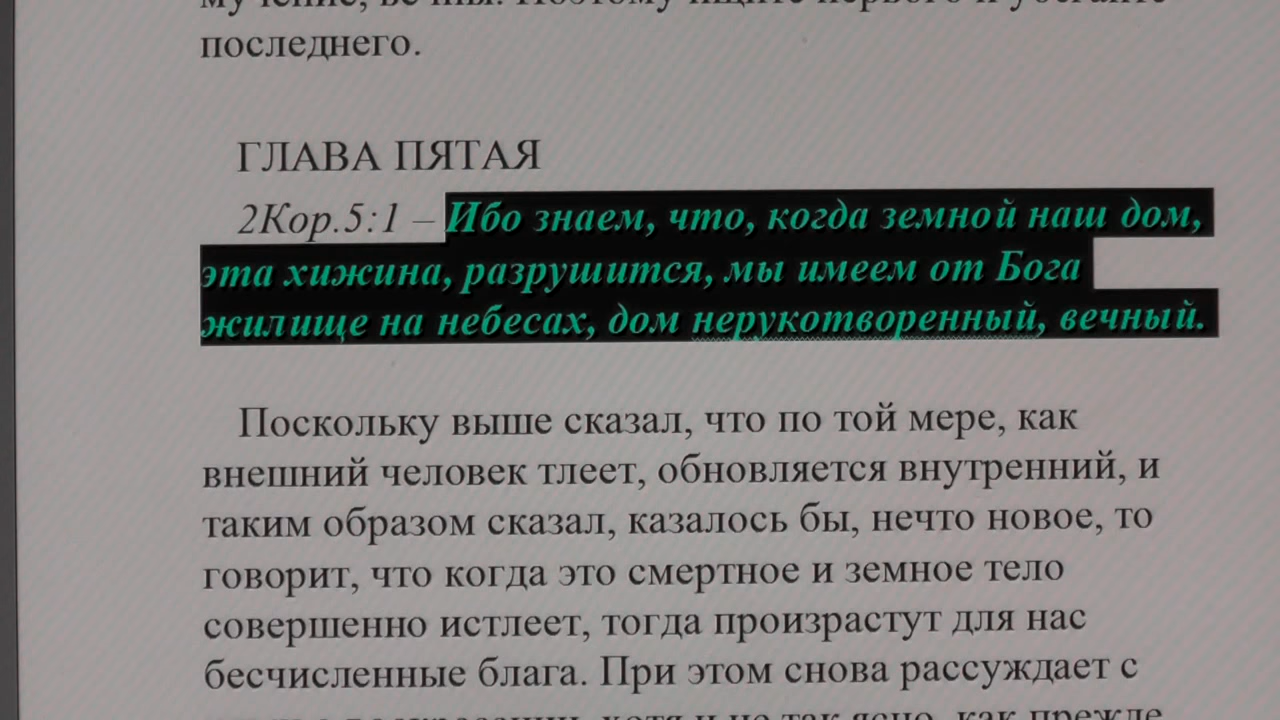 последнего.
ГЛАВА ПЯТАЯ
2Кор.5:1 – Ибо знаем, что, когда земной наш дом,
эта хижина, разрушится, мы имеем от Бога
жилище на небесах, дом нерукотворенный, вечный.
Поскольку выше сказал, что по той мере, как
внешний человек тлеет, обновляется внутренний, и
таким образом сказал, казалось бы, нечто новое, то
говорит, что когда это смертное и земное тело
совершенно истлеет, тогда произрастут для нас
бесчисленные блага. При этом снова рассуждает с